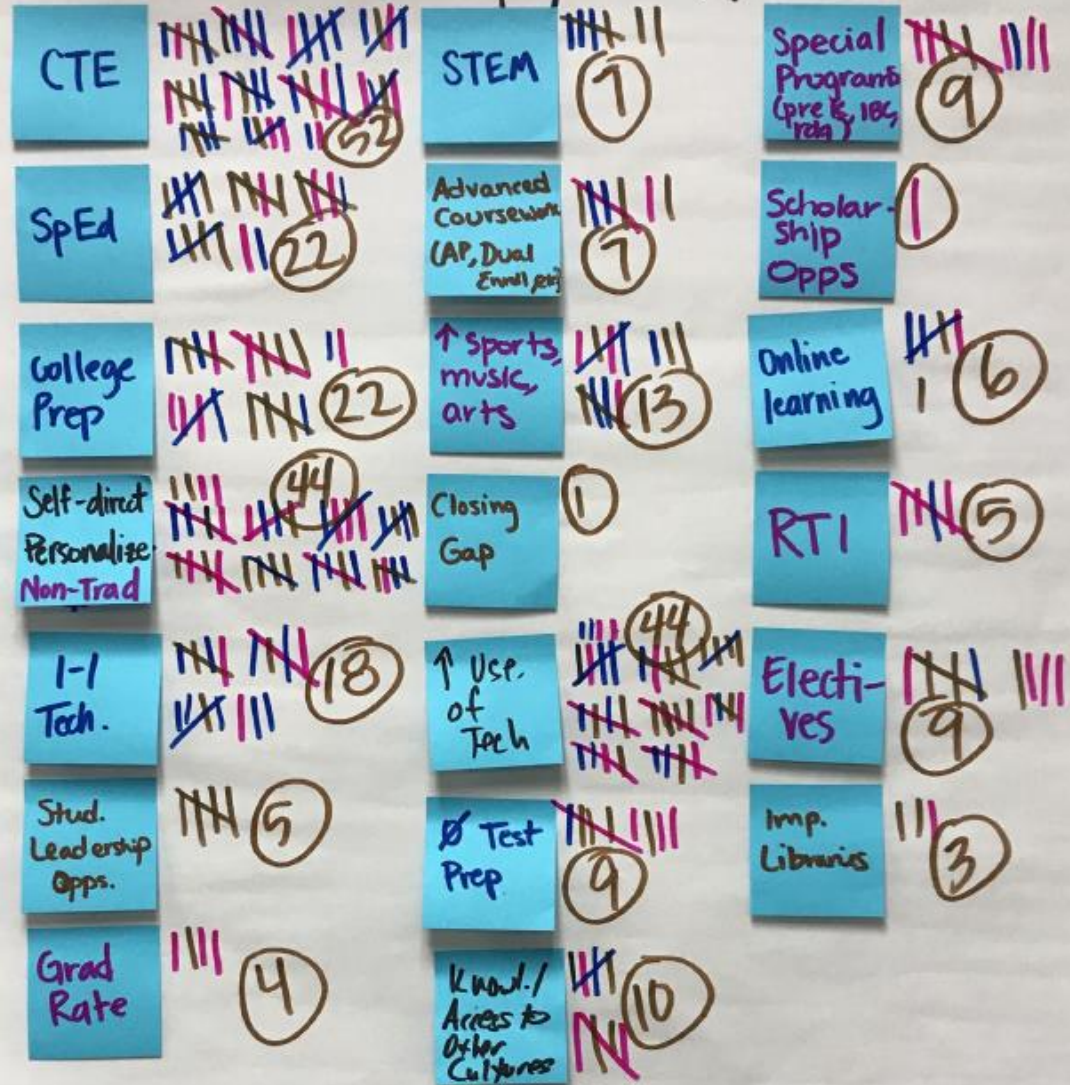 CTE
52
SpEd
22
College
Prep
22
Self-direct
Personalize
Non-Trad
44
1-1
Tech.
18
Stud.
Leadership
Opps.
5
Grad
Rate
4
STEM
7
Advanced
Coursework
(AP, Dual
Enroll, etc)
7
↑ sports,
music,
arts
13
Closing
Gap
1
↑ Use.
of
Tech
44
Ø Test
Prep
9
Knowl./
Access to
Other
Cultures
10
Special
Programs
(pre k, IBC,
9
Scholar-
ship
Opps
1
Online
learning
6
RTI
5
Electi-
ves
9
Imp.
Libraries
3